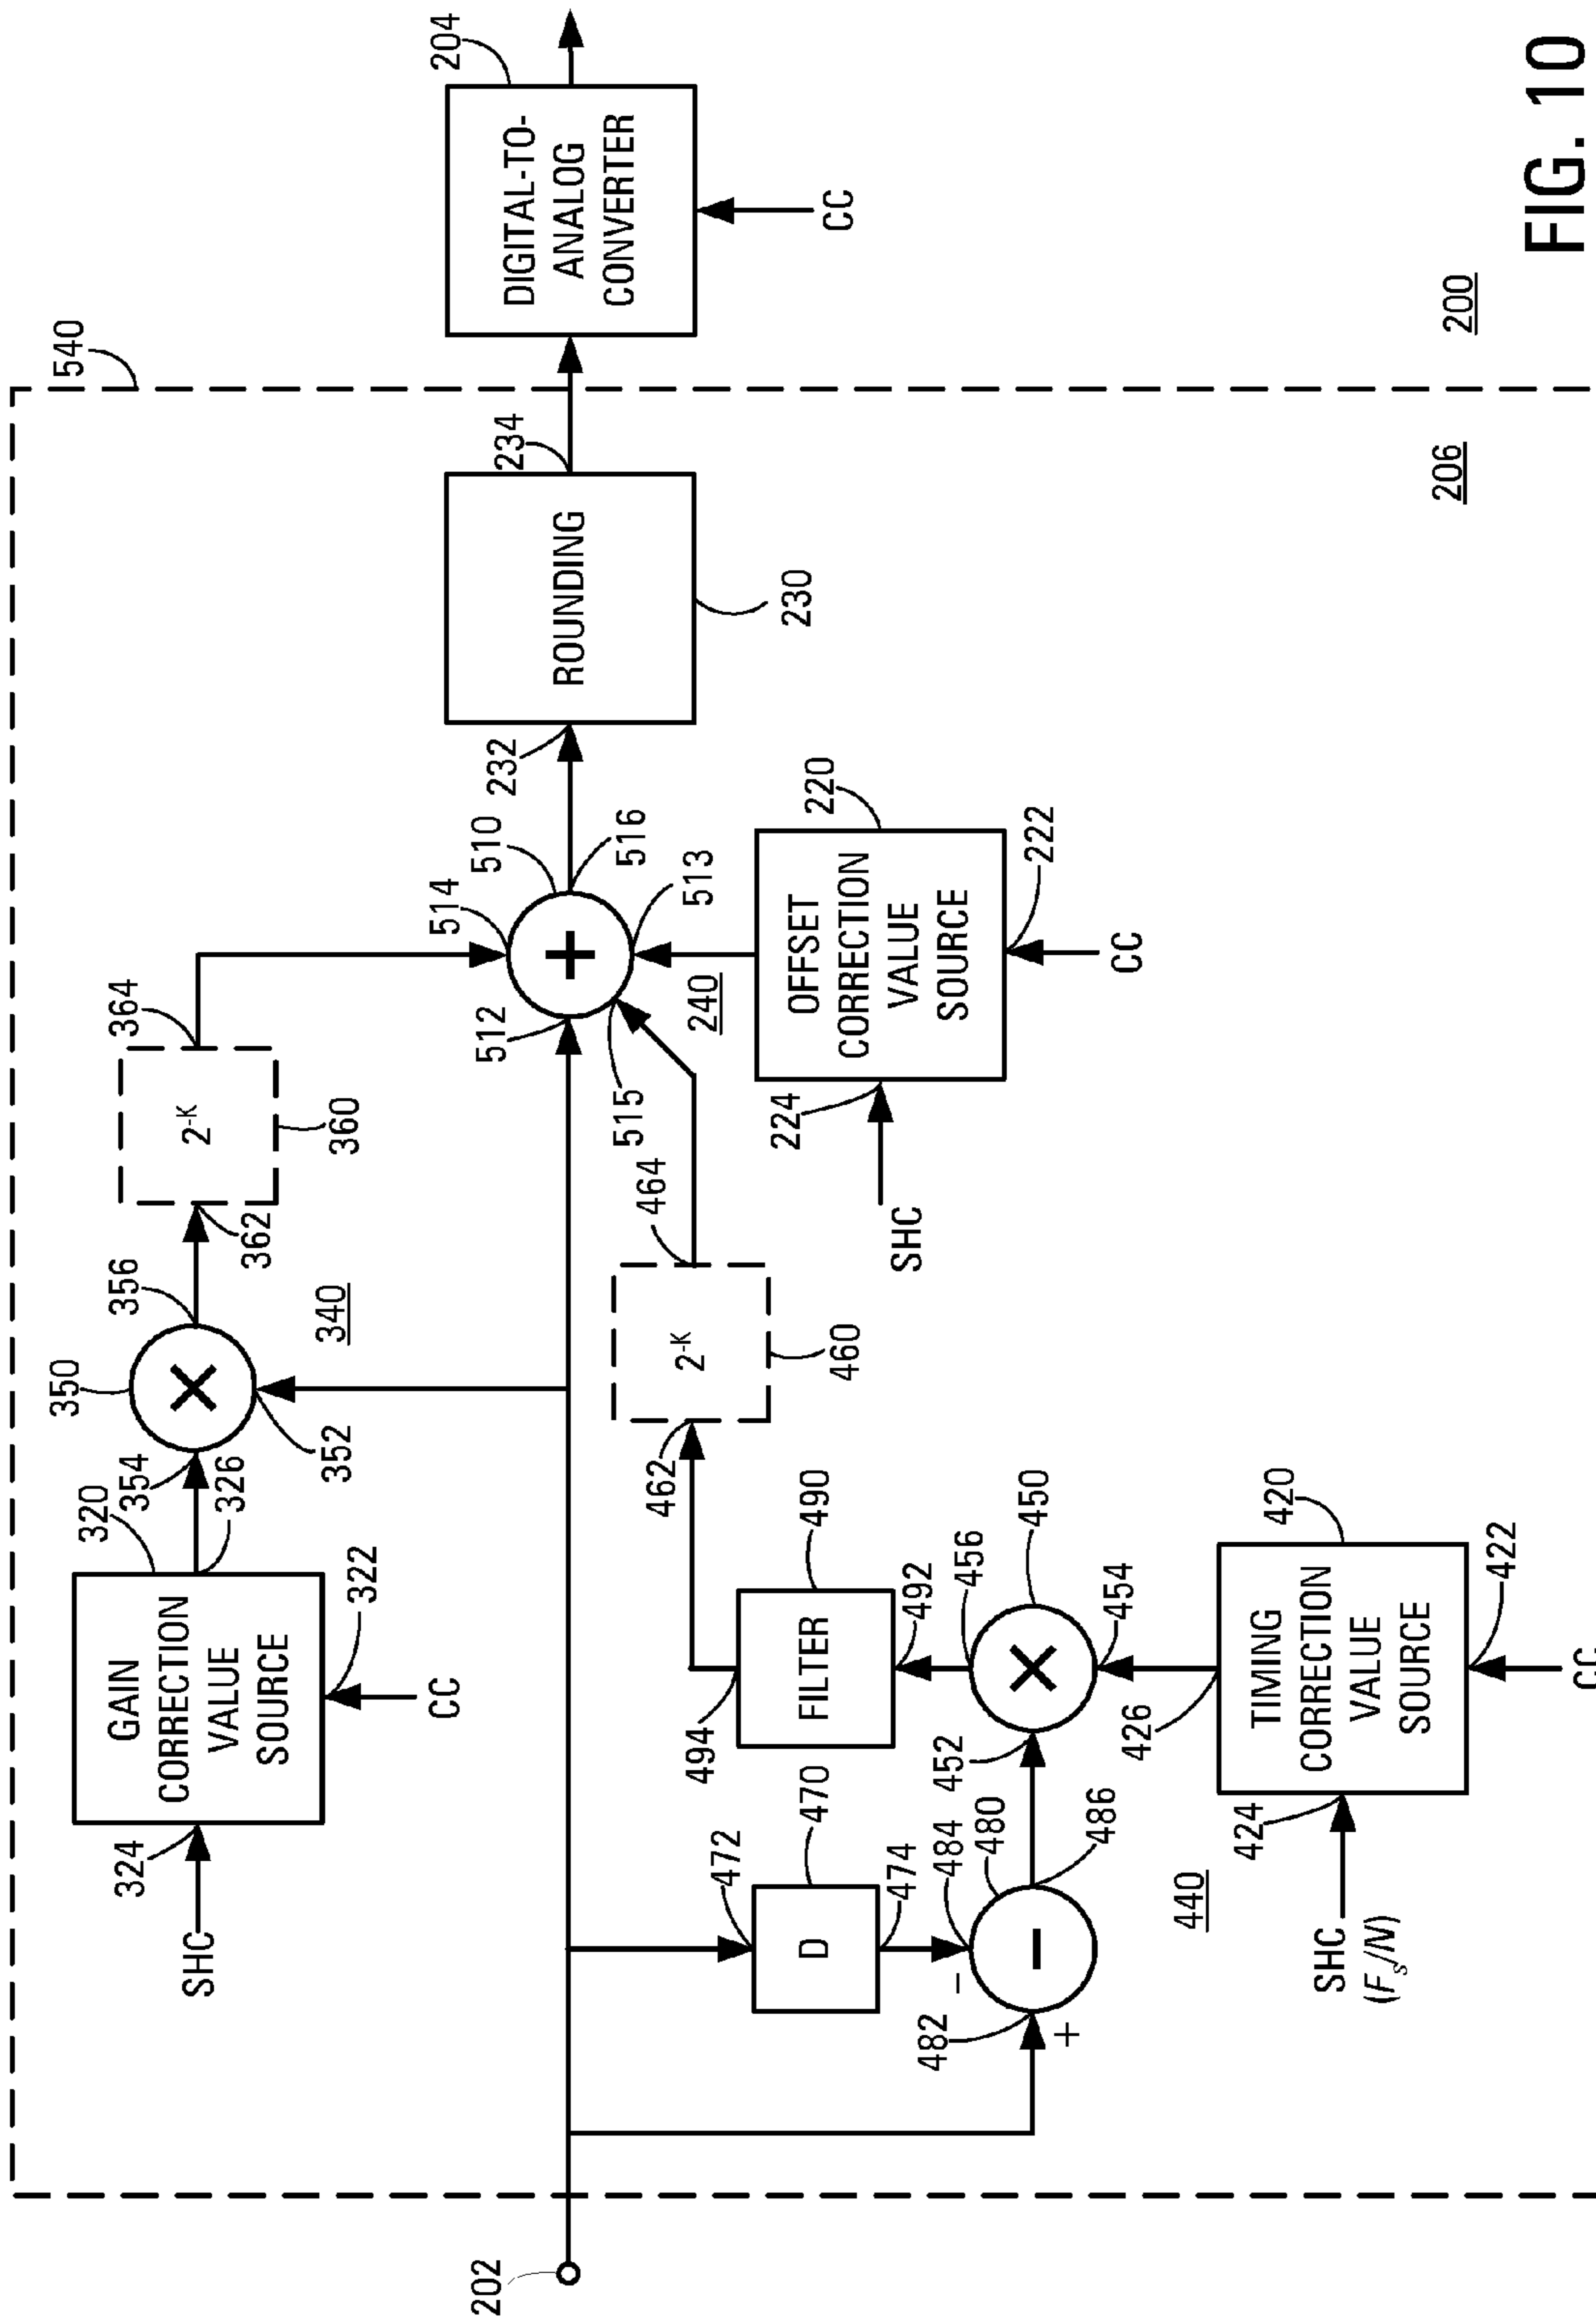 540
320
354
326
GAIN
CORRECTION
VALUE
SOURCE
324
SHC
322
CC
350
356
352
340
362
2-K
364
360
202
514
510
512
516
515
513
240
232
ROUNDING
234
230
204
DIGITAL-TO-
ANALOG
CONVERTER
CC
462
2-K
464
460
OFFSET
CORRECTION
VALUE
SOURCE
220
224
SHC
222
CC
472
D
470
474
484
–
480
482
+
486
452
494
FILTER
490
492
456
450
454
426
TIMING
CORRECTION
VALUE
SOURCE
420
424
SHC
(Fs/N)
422
CC
440
206
200
FIG. 10